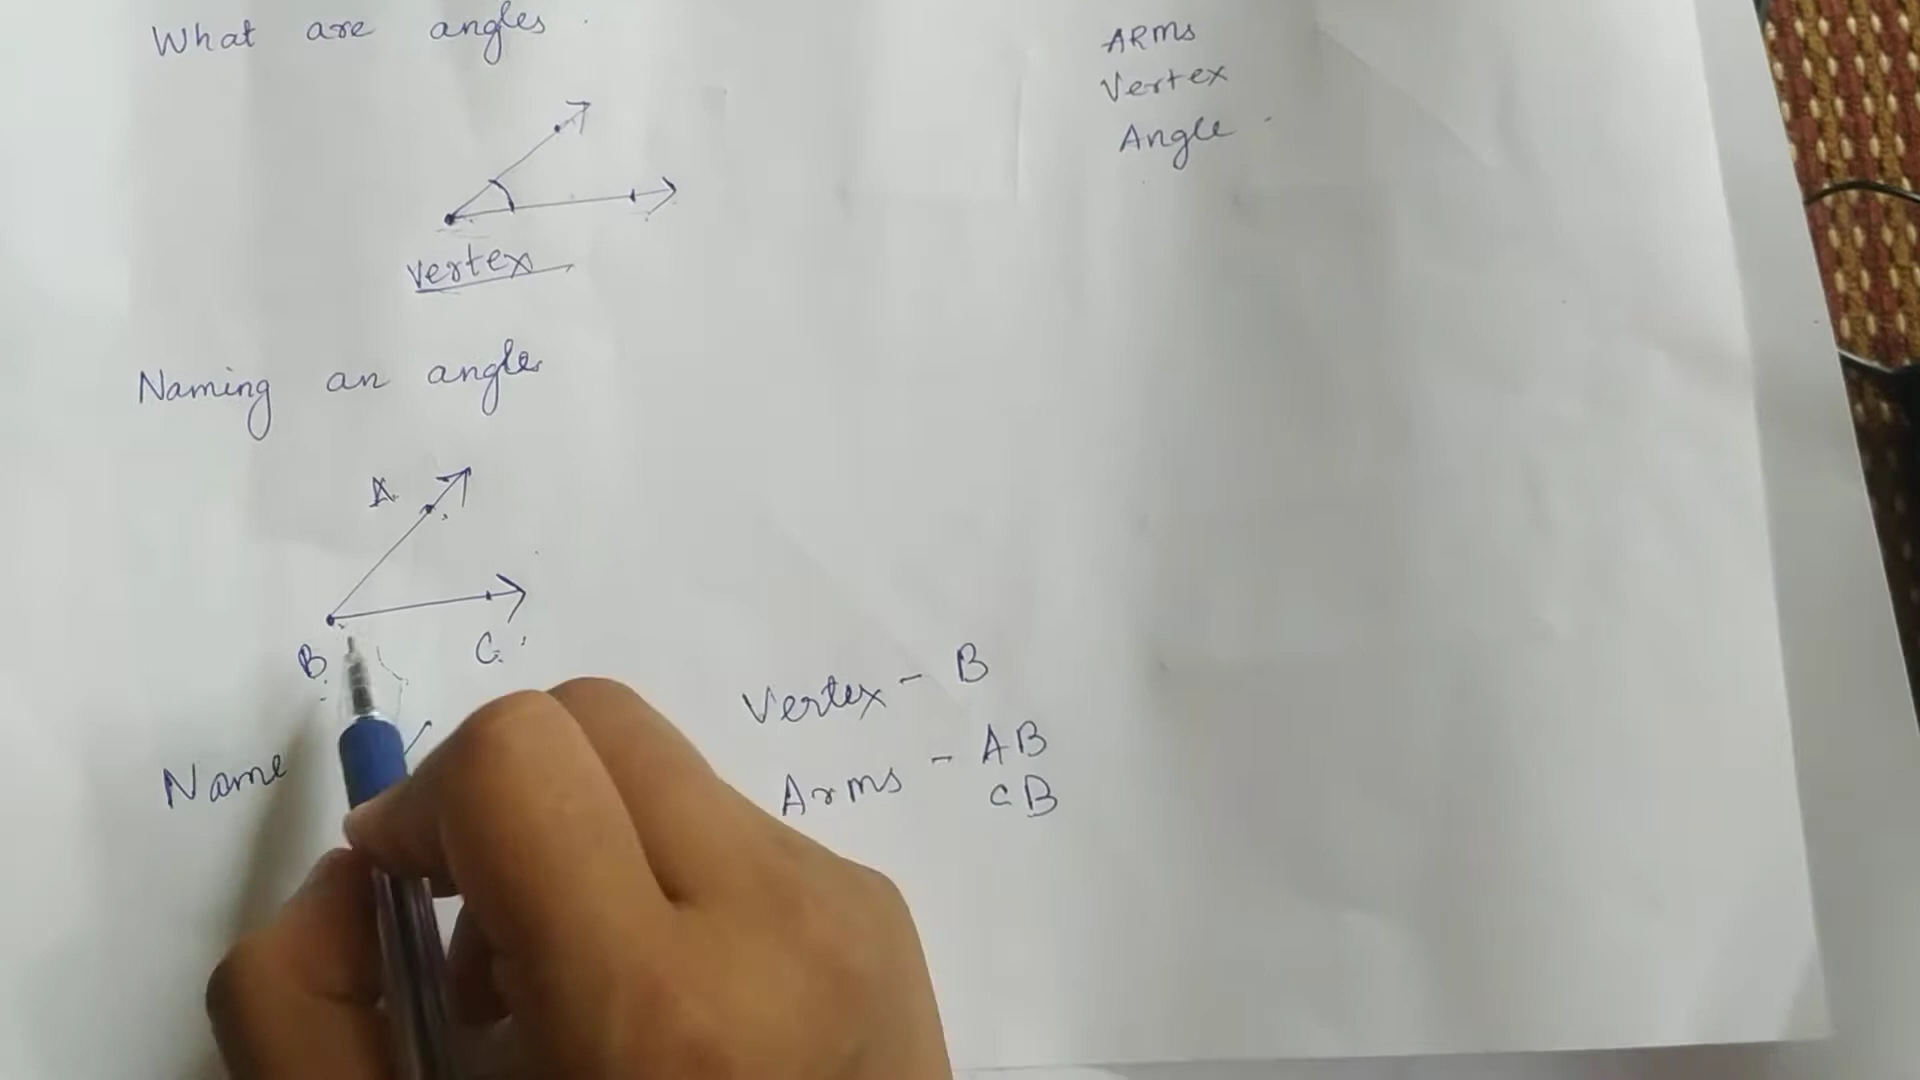 What are angles.
ARMS
Vertex
Angle.
Vertex
Naming an angle
A
B
C
Vertex - B
Name
Arms - AB
CB